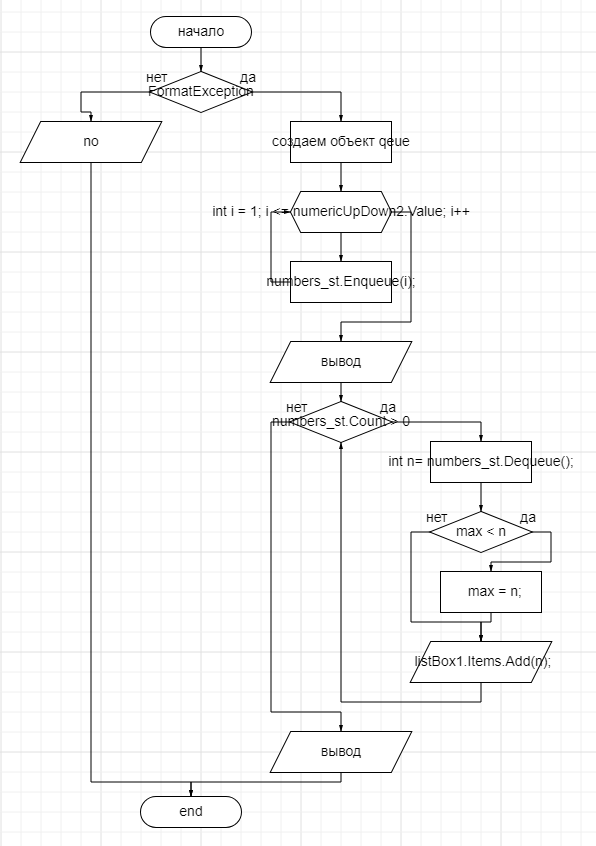 начало
нет
да
FormatException
no
создаем объект qeue
int i = 1; i <= numericUpDown2.Value; i++
numbers_st.Enqueue(i);
вывод
нет
да
numbers_st.Count > 0
int n= numbers_st.Dequeue();
нет
да
max < n
max = n;
listBox1.Items.Add(n);
вывод
end